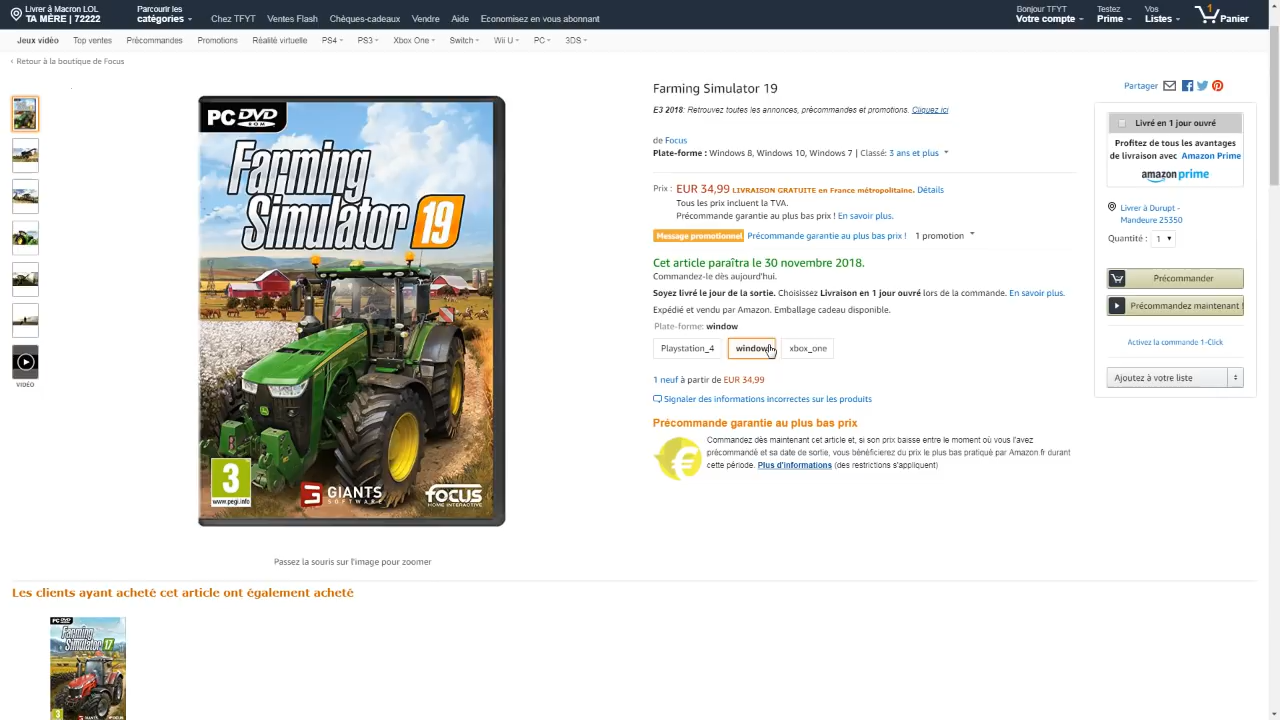 Livrer à Macron LOL
TA MÈRE | 72222
Parcourir les
catégories
Chez TFYT
Ventes Flash
Chèques-cadeaux
Vendre
Aide
Economisez en vous abonnant
Bonjour TFYT
Votre compte
Testez
Prime
Vos
Listes
1
Panier
Jeux vidéo
Top ventes
Précommandes
Promotions
Réalité virtuelle
PS4
PS3
Xbox One
Switch
Wii U
PC
3DS
‹ Retour à la boutique de Focus
VIDÉO
PC DVD
ROM
Farming
Simulator 19
3
www.pegi.info
GIANTS
SOFTWARE
FOCUS
HOME INTERACTIVE
Passez la souris sur l'image pour zoomer
Farming Simulator 19
E3 2018: Retrouvez toutes les annonces, précommandes et promotions. Cliquez ici
de Focus
Plate-forme : Windows 8, Windows 10, Windows 7 | Classé: 3 ans et plus
Prix : EUR 34,99 LIVRAISON GRATUITE en France métropolitaine. Détails
Tous les prix incluent la TVA.
Précommande garantie au plus bas prix ! En savoir plus.
Message promotionnel Précommande garantie au plus bas prix ! 1 promotion
Cet article paraîtra le 30 novembre 2018.
Commandez-le dès aujourd'hui.
Soyez livré le jour de la sortie. Choisissez Livraison en 1 jour ouvré lors de la commande. En savoir plus.
Expédié et vendu par Amazon. Emballage cadeau disponible.
Plate-forme: window
Playstation_4
window
xbox_one
1 neuf à partir de EUR 34,99
Signaler des informations incorrectes sur les produits
Précommande garantie au plus bas prix
Commandez dès maintenant cet article et, si son prix baisse entre le moment où vous l'avez
précommandé et sa date de sortie, vous bénéficierez du prix le plus bas pratiqué par Amazon.fr durant
cette période. Plus d'informations (des restrictions s'appliquent)
Partager
Livré en 1 jour ouvré
Profitez de tous les avantages
de livraison avec Amazon Prime
amazon prime
Livrer à Durupt -
Mandeure 25350
Quantité : 1
Précommander
Précommandez maintenant !
Activez la commande 1-Click
Ajoutez à votre liste
Les clients ayant acheté cet article ont également acheté
PC DVD
Farming
Simulator 17
3
GIANTS